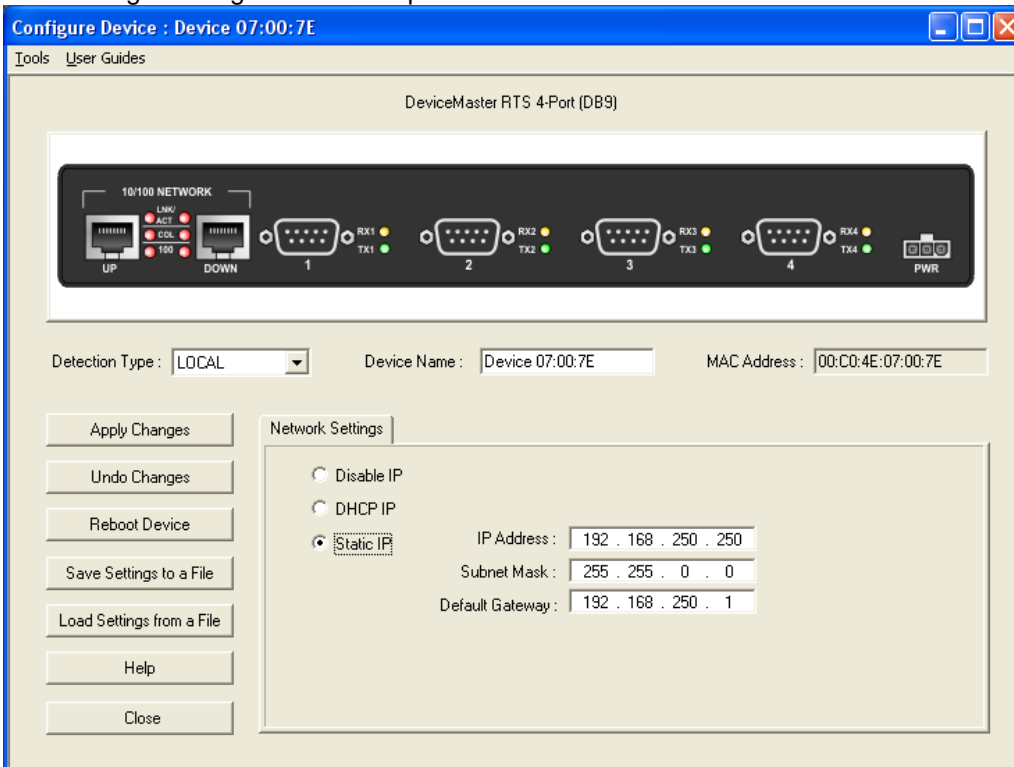 Configure Device : Device 07:00:7E
Tools User Guides
DeviceMaster RTS 4-Port (DB9)
10/100 NETWORK
LNK/
ACT
COL
100
UP
DOWN
1
RX1
TX1
2
RX2
TX2
3
RX3
TX3
4
RX4
TX4
PWR
Detection Type : LOCAL Device Name : Device 07:00:7E MAC Address : 00:C0:4E:07:00:7E
Apply Changes
Undo Changes
Reboot Device
Save Settings to a File
Load Settings from a File
Help
Close
Network Settings
Disable IP
DHCP IP
Static IP
IP Address : 192 . 168 . 250 . 250
Subnet Mask : 255 . 255 . 0 . 0
Default Gateway : 192 . 168 . 250 . 1